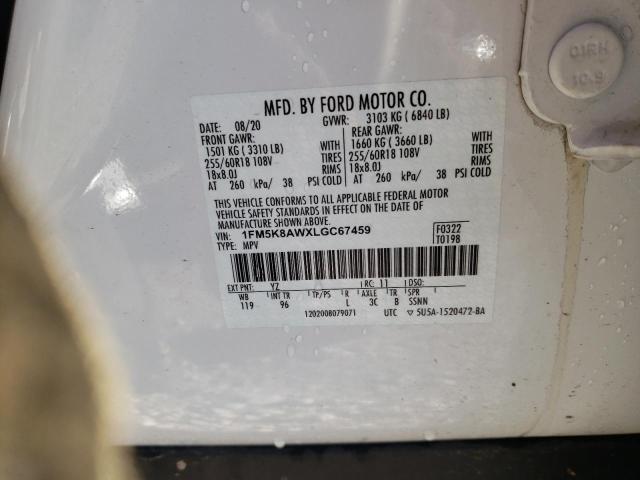 01RH
10.9
MFD. BY FORD MOTOR CO.
DATE: 08/20 GVWR: 3103 KG ( 6840 LB)
FRONT GAWR: REAR GAWR:
1501 KG ( 3310 LB) WITH 1660 KG ( 3660 LB) WITH
255/60R18 108V TIRES 255/60R18 108V TIRES
18x8.0J RIMS 18x8.0J RIMS
AT 260 kPa/ 38 PSI COLD AT 260 kPa/ 38 PSI COLD
THIS VEHICLE CONFORMS TO ALL APPLICABLE FEDERAL MOTOR
VEHICLE SAFETY STANDARDS IN EFFECT ON THE DATE OF
MANUFACTURE SHOWN ABOVE.
VIN: 1FM5K8AWXLGC67459 F0322
TYPE: MPV T0198
EXT PNT: YZ RC: 11 DSO:
WB INT TR TP/PS R AXLE TR SPR
119 96 L 3C B SSNN
1202008079071 UTC ▽ 5U5A-1520472-BA